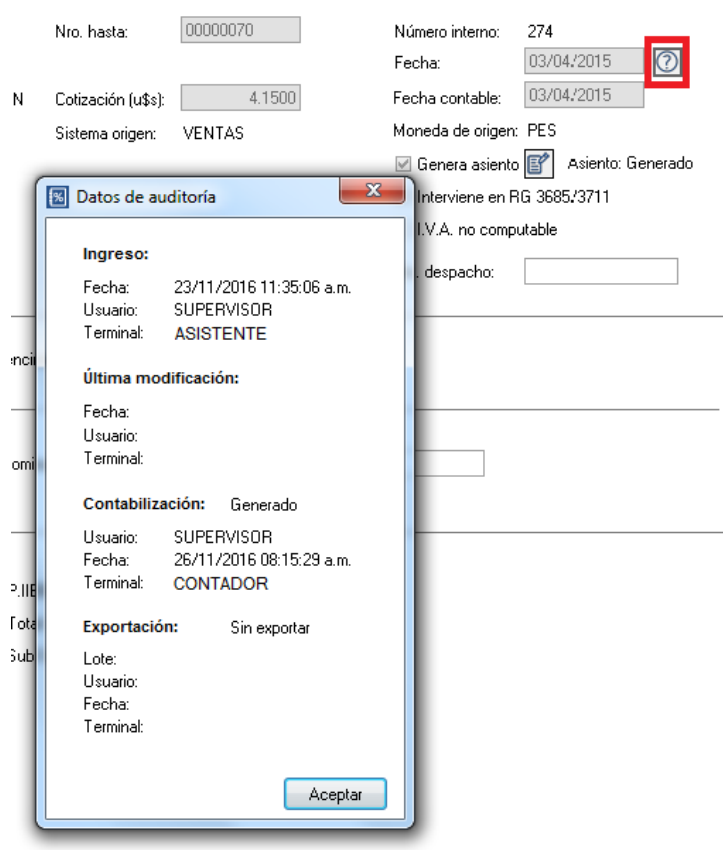 Nro. hasta: 00000070 Número interno: 274
Fecha: 03/04/2015
N Cotización (u$s): 4.1500 Fecha contable: 03/04/2015
Sistema origen: VENTAS Moneda de origen: PES
Genera asiento Asiento: Generado
Datos de auditoría
Interviene en RG 3685/3711
I.V.A. no computable
. despacho:
Ingreso:
Fecha: 23/11/2016 11:35:06 a.m.
Usuario: SUPERVISOR
Terminal: ASISTENTE
Última modificación:
Fecha:
Usuario:
Terminal:
Contabilización: Generado
Usuario: SUPERVISOR
Fecha: 26/11/2016 08:15:29 a.m.
Terminal: CONTADOR
Exportación: Sin exportar
Lote:
Usuario:
Fecha:
Terminal:
Aceptar